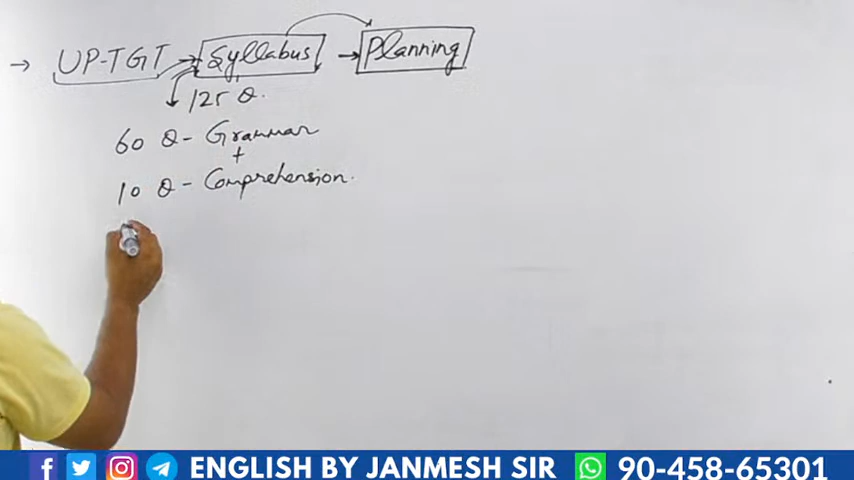 → UP-TGT → Syllabus → Planning
125 Q.
60 Q - Grammar
+
10 Q - Comprehension.
ENGLISH BY JANMESH SIR 90-458-65301